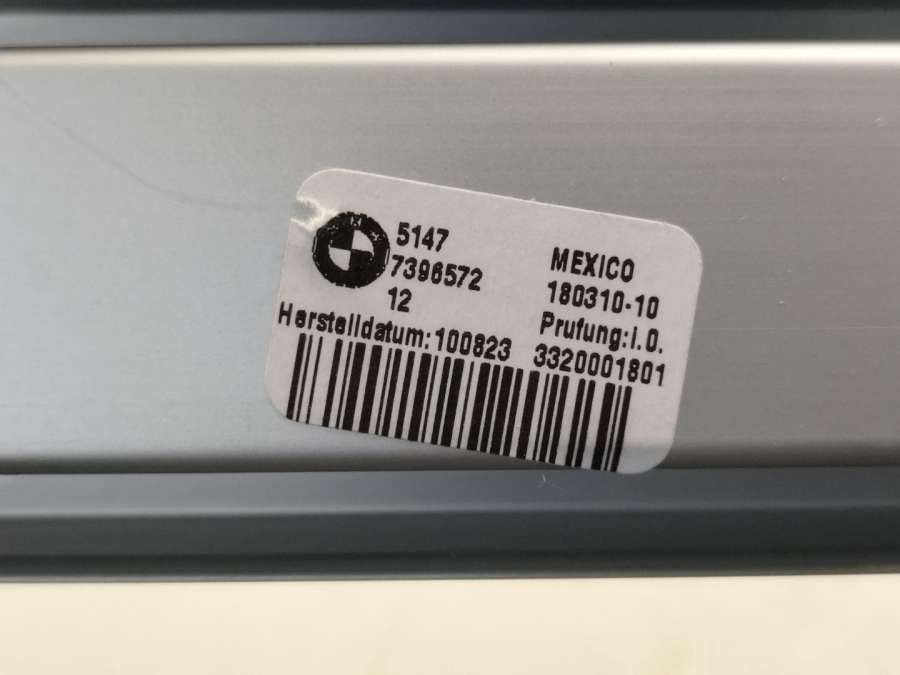 5147
7396572
12
MEXICO
180310-10
Prufung:i.O.
Herstelldatum:100823 3320001801